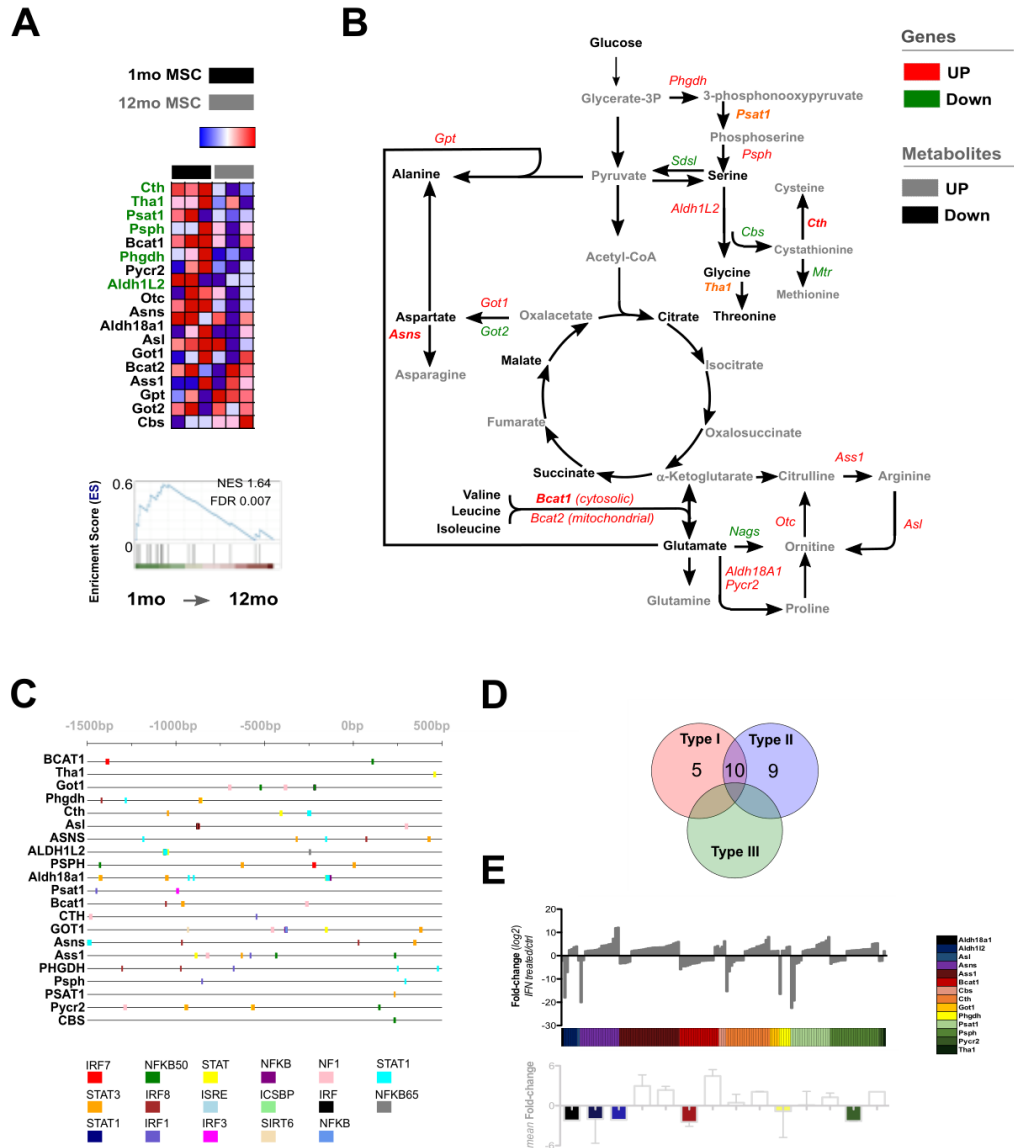 A
1mo MSC
12mo MSC
Cth
Tha1
Psat1
Psph
Bcat1
Phgdh
Pycr2
Aldh1L2
Otc
Asns
Aldh18a1
Asl
Got1
Bcat2
Ass1
Gpt
Got2
Cbs
Enricment Score (ES)
0.6
0
NES 1.64
FDR 0.007
1mo
12mo
B
Glucose
Glycerate-3P
Phgdh
3-phosphonooxypyruvate
Psat1
Phosphoserine
Psph
Gpt
Alanine
Pyruvate
Sdsl
Serine
Cysteine
Aldh1L2
Cth
Cbs
Cystathionine
Acetyl-CoA
Glycine
Mtr
Tha1
Methionine
Threonine
Aspartate
Got1
Got2
Oxalacetate
Citrate
Asns
Malate
Isocitrate
Asparagine
Fumarate
Oxalosuccinate
Succinate
α-Ketoglutarate
Citrulline
Ass1
Arginine
Valine
Leucine
Isoleucine
Bcat1 (cytosolic)
Bcat2 (mitochondrial)
Otc
Asl
Glutamate
Nags
Ornitine
Aldh18A1
Pycr2
Glutamine
Proline
Genes
UP
Down
Metabolites
UP
Down
C
-1500bp -1000bp -500bp 0bp 500bp
BCAT1
Tha1
Got1
Phgdh
Cth
Asl
ASNS
ALDH1L2
PSPH
Aldh18a1
Psat1
Bcat1
CTH
GOT1
Asns
Ass1
PHGDH
Psph
PSAT1
Pycr2
CBS
IRF7 NFKB50 STAT NFKB NF1 STAT1
STAT3 IRF8 ISRE ICSBP IRF NFKB65
STAT1 IRF1 IRF3 SIRT6 NFKB
D
Type I
Type II
5
10
9
Type III
E
Fold-change (log2)
IFN treated/ctrl
20
10
0
-10
-20
-30
Aldh18a1
Aldh1l2
Asl
Asns
Ass1
Bcat1
Cbs
Cth
Got1
Phgdh
Psat1
Psph
Pycr2
Tha1
mean Fold-change
6
0
-6